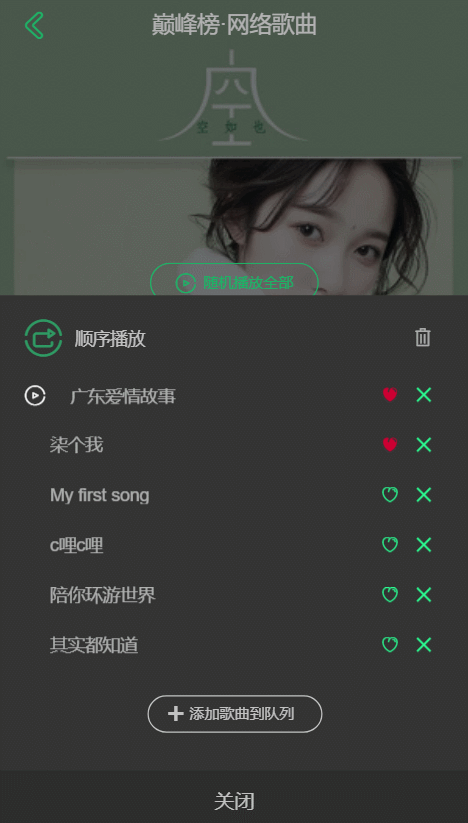 巅峰榜·网络歌曲
空
空如也
随机播放全部
顺序播放
广东爱情故事
柒个我
My first song
c哩c哩
陪你环游世界
其实都知道
添加歌曲到队列
关闭